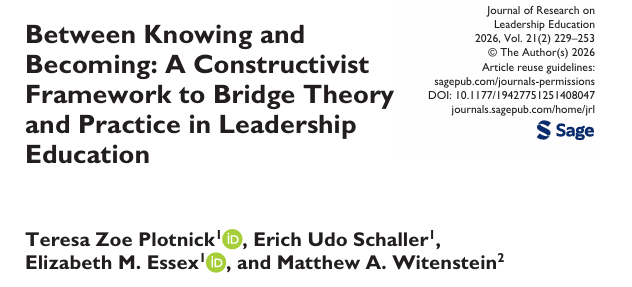 Between Knowing and
Becoming: A Constructivist
Framework to Bridge Theory
and Practice in Leadership
Education
Journal of Research on
Leadership Education
2026, Vol. 21(2) 229–253
© The Author(s) 2026
Article reuse guidelines:
sagepub.com/journals-permissions
DOI: 10.1177/19427751251408047
journals.sagepub.com/home/jrl
Sage
Teresa Zoe Plotnick¹ iD, Erich Udo Schaller¹,
Elizabeth M. Essex¹ iD, and Matthew A. Witenstein²